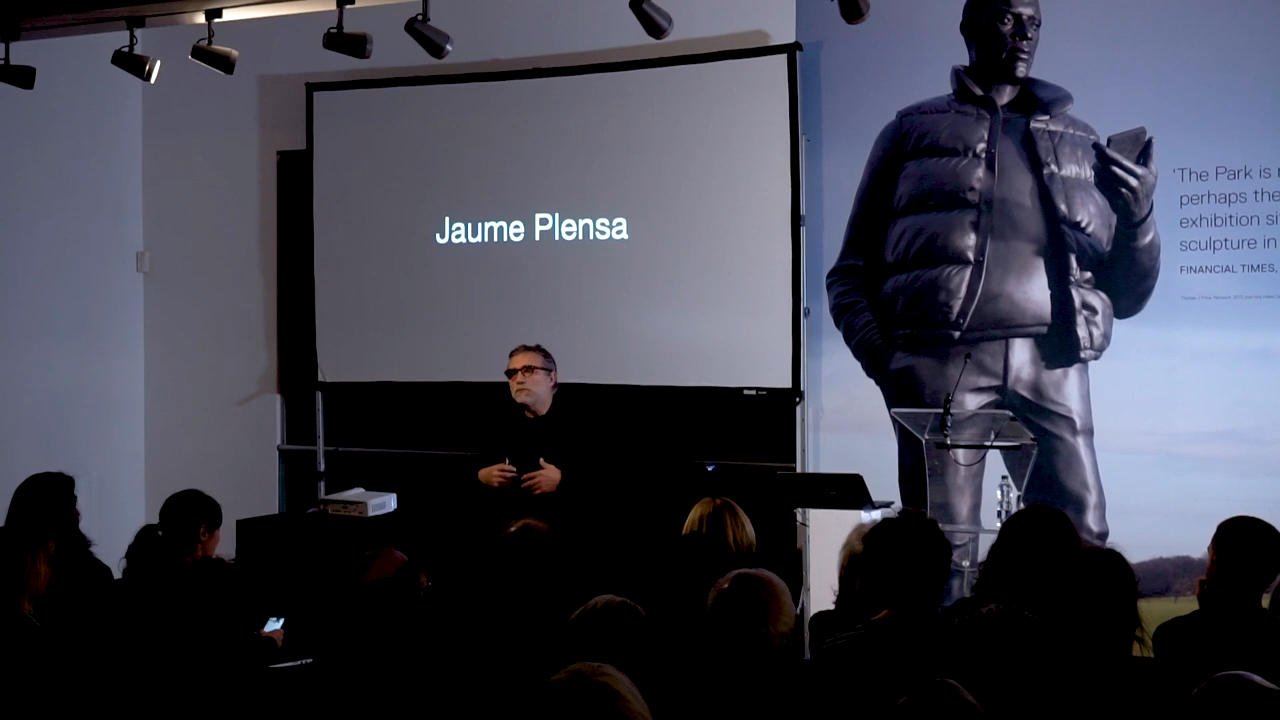 Jaume Plensa
'The Park is
perhaps the
exhibition si
sculpture in
FINANCIAL TIMES,